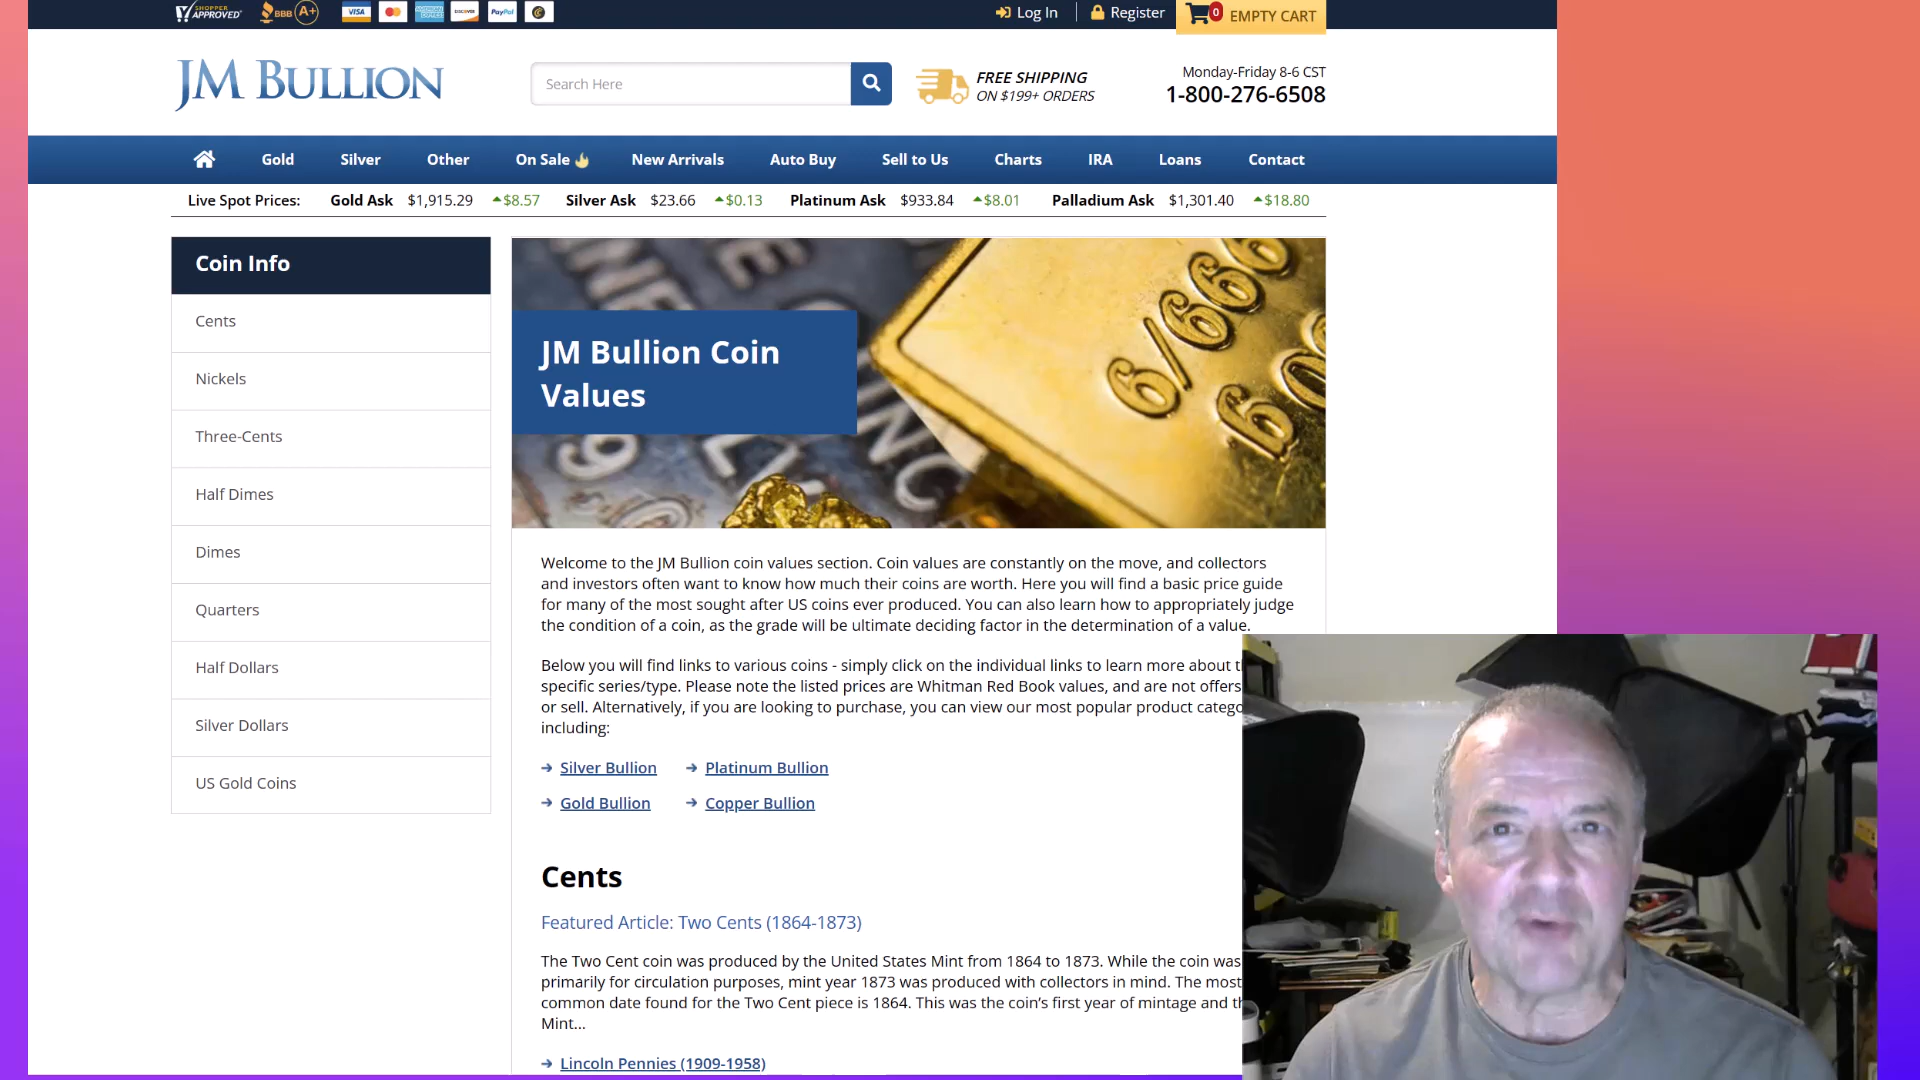 SHOPPER APPROVED
BBB A+
VISA
DISCOVER
PayPal
Log In
Register
0
EMPTY CART
JM BULLION
Search Here
FREE SHIPPING
ON $199+ ORDERS
Monday-Friday 8-6 CST
1-800-276-6508
Gold Silver Other On Sale New Arrivals Auto Buy Sell to Us Charts IRA Loans Contact
Live Spot Prices: Gold Ask $1,915.29 $8.57 Silver Ask $23.66 $0.13 Platinum Ask $933.84 $8.01 Palladium Ask $1,301.40 $18.80
Coin Info
Cents
Nickels
Three-Cents
Half Dimes
Dimes
Quarters
Half Dollars
Silver Dollars
US Gold Coins
JM Bullion Coin
Values
6/666
Welcome to the JM Bullion coin values section. Coin values are constantly on the move, and collectors
and investors often want to know how much their coins are worth. Here you will find a basic price guide
for many of the most sought after US coins ever produced. You can also learn how to appropriately judge
the condition of a coin, as the grade will be ultimate deciding factor in the determination of a value.
Below you will find links to various coins - simply click on the individual links to learn more about
specific series/type. Please note the listed prices are Whitman Red Book values, and are not offers
or sell. Alternatively, if you are looking to purchase, you can view our most popular product catego
including:
Silver Bullion
Platinum Bullion
Gold Bullion
Copper Bullion
Cents
Featured Article: Two Cents (1864-1873)
The Two Cent coin was produced by the United States Mint from 1864 to 1873. While the coin was
primarily for circulation purposes, mint year 1873 was produced with collectors in mind. The most
common date found for the Two Cent piece is 1864. This was the coin's first year of mintage and
Mint...
Lincoln Pennies (1909-1958)